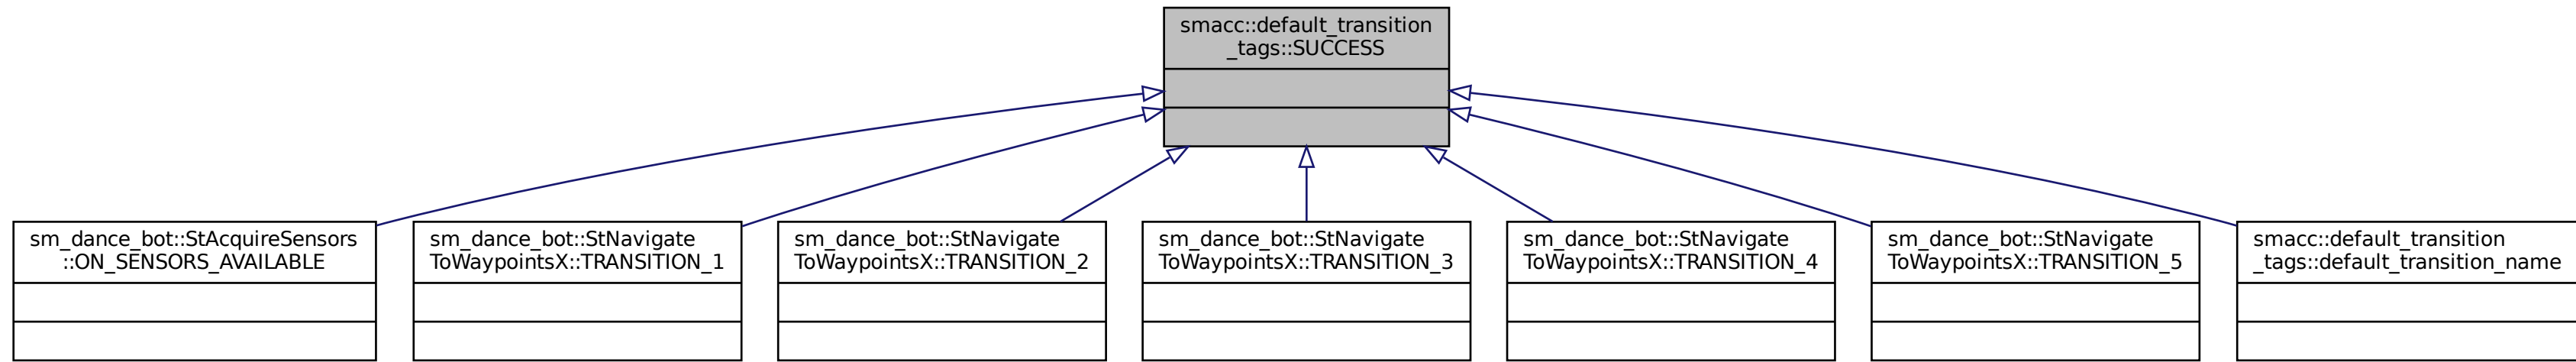 smacc::default_transition
_tags::SUCCESS
sm_dance_bot::StAcquireSensors
::ON_SENSORS_AVAILABLE
sm_dance_bot::StNavigate
ToWaypointsX::TRANSITION_1
sm_dance_bot::StNavigate
ToWaypointsX::TRANSITION_2
sm_dance_bot::StNavigate
ToWaypointsX::TRANSITION_3
sm_dance_bot::StNavigate
ToWaypointsX::TRANSITION_4
sm_dance_bot::StNavigate
ToWaypointsX::TRANSITION_5
smacc::default_transition
_tags::default_transition_name